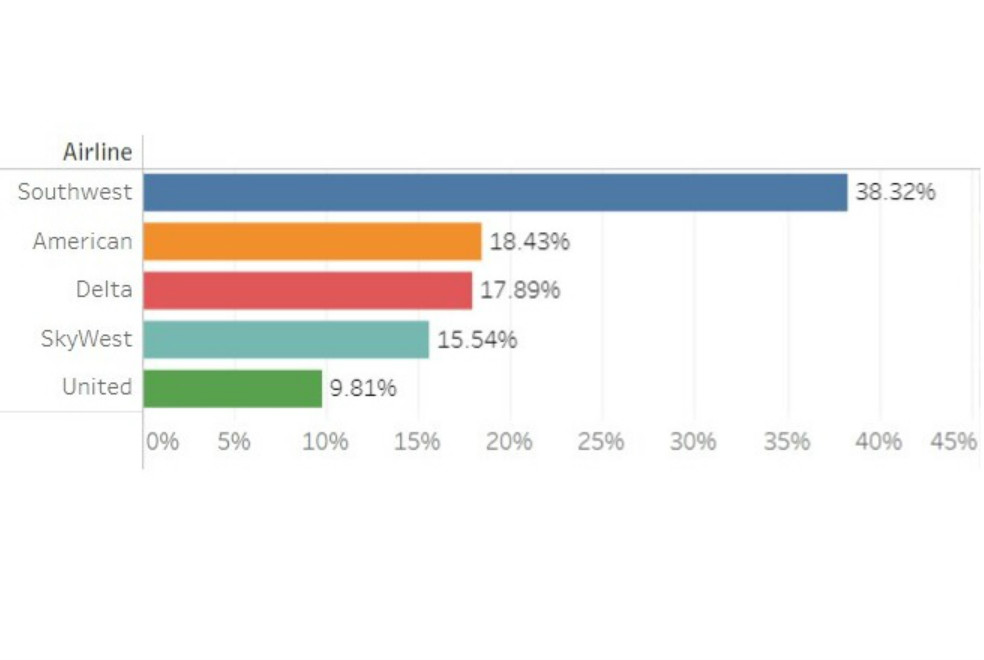 Airline
Southwest 38.32%
American 18.43%
Delta 17.89%
SkyWest 15.54%
United 9.81%
0% 5% 10% 15% 20% 25% 30% 35% 40% 45%